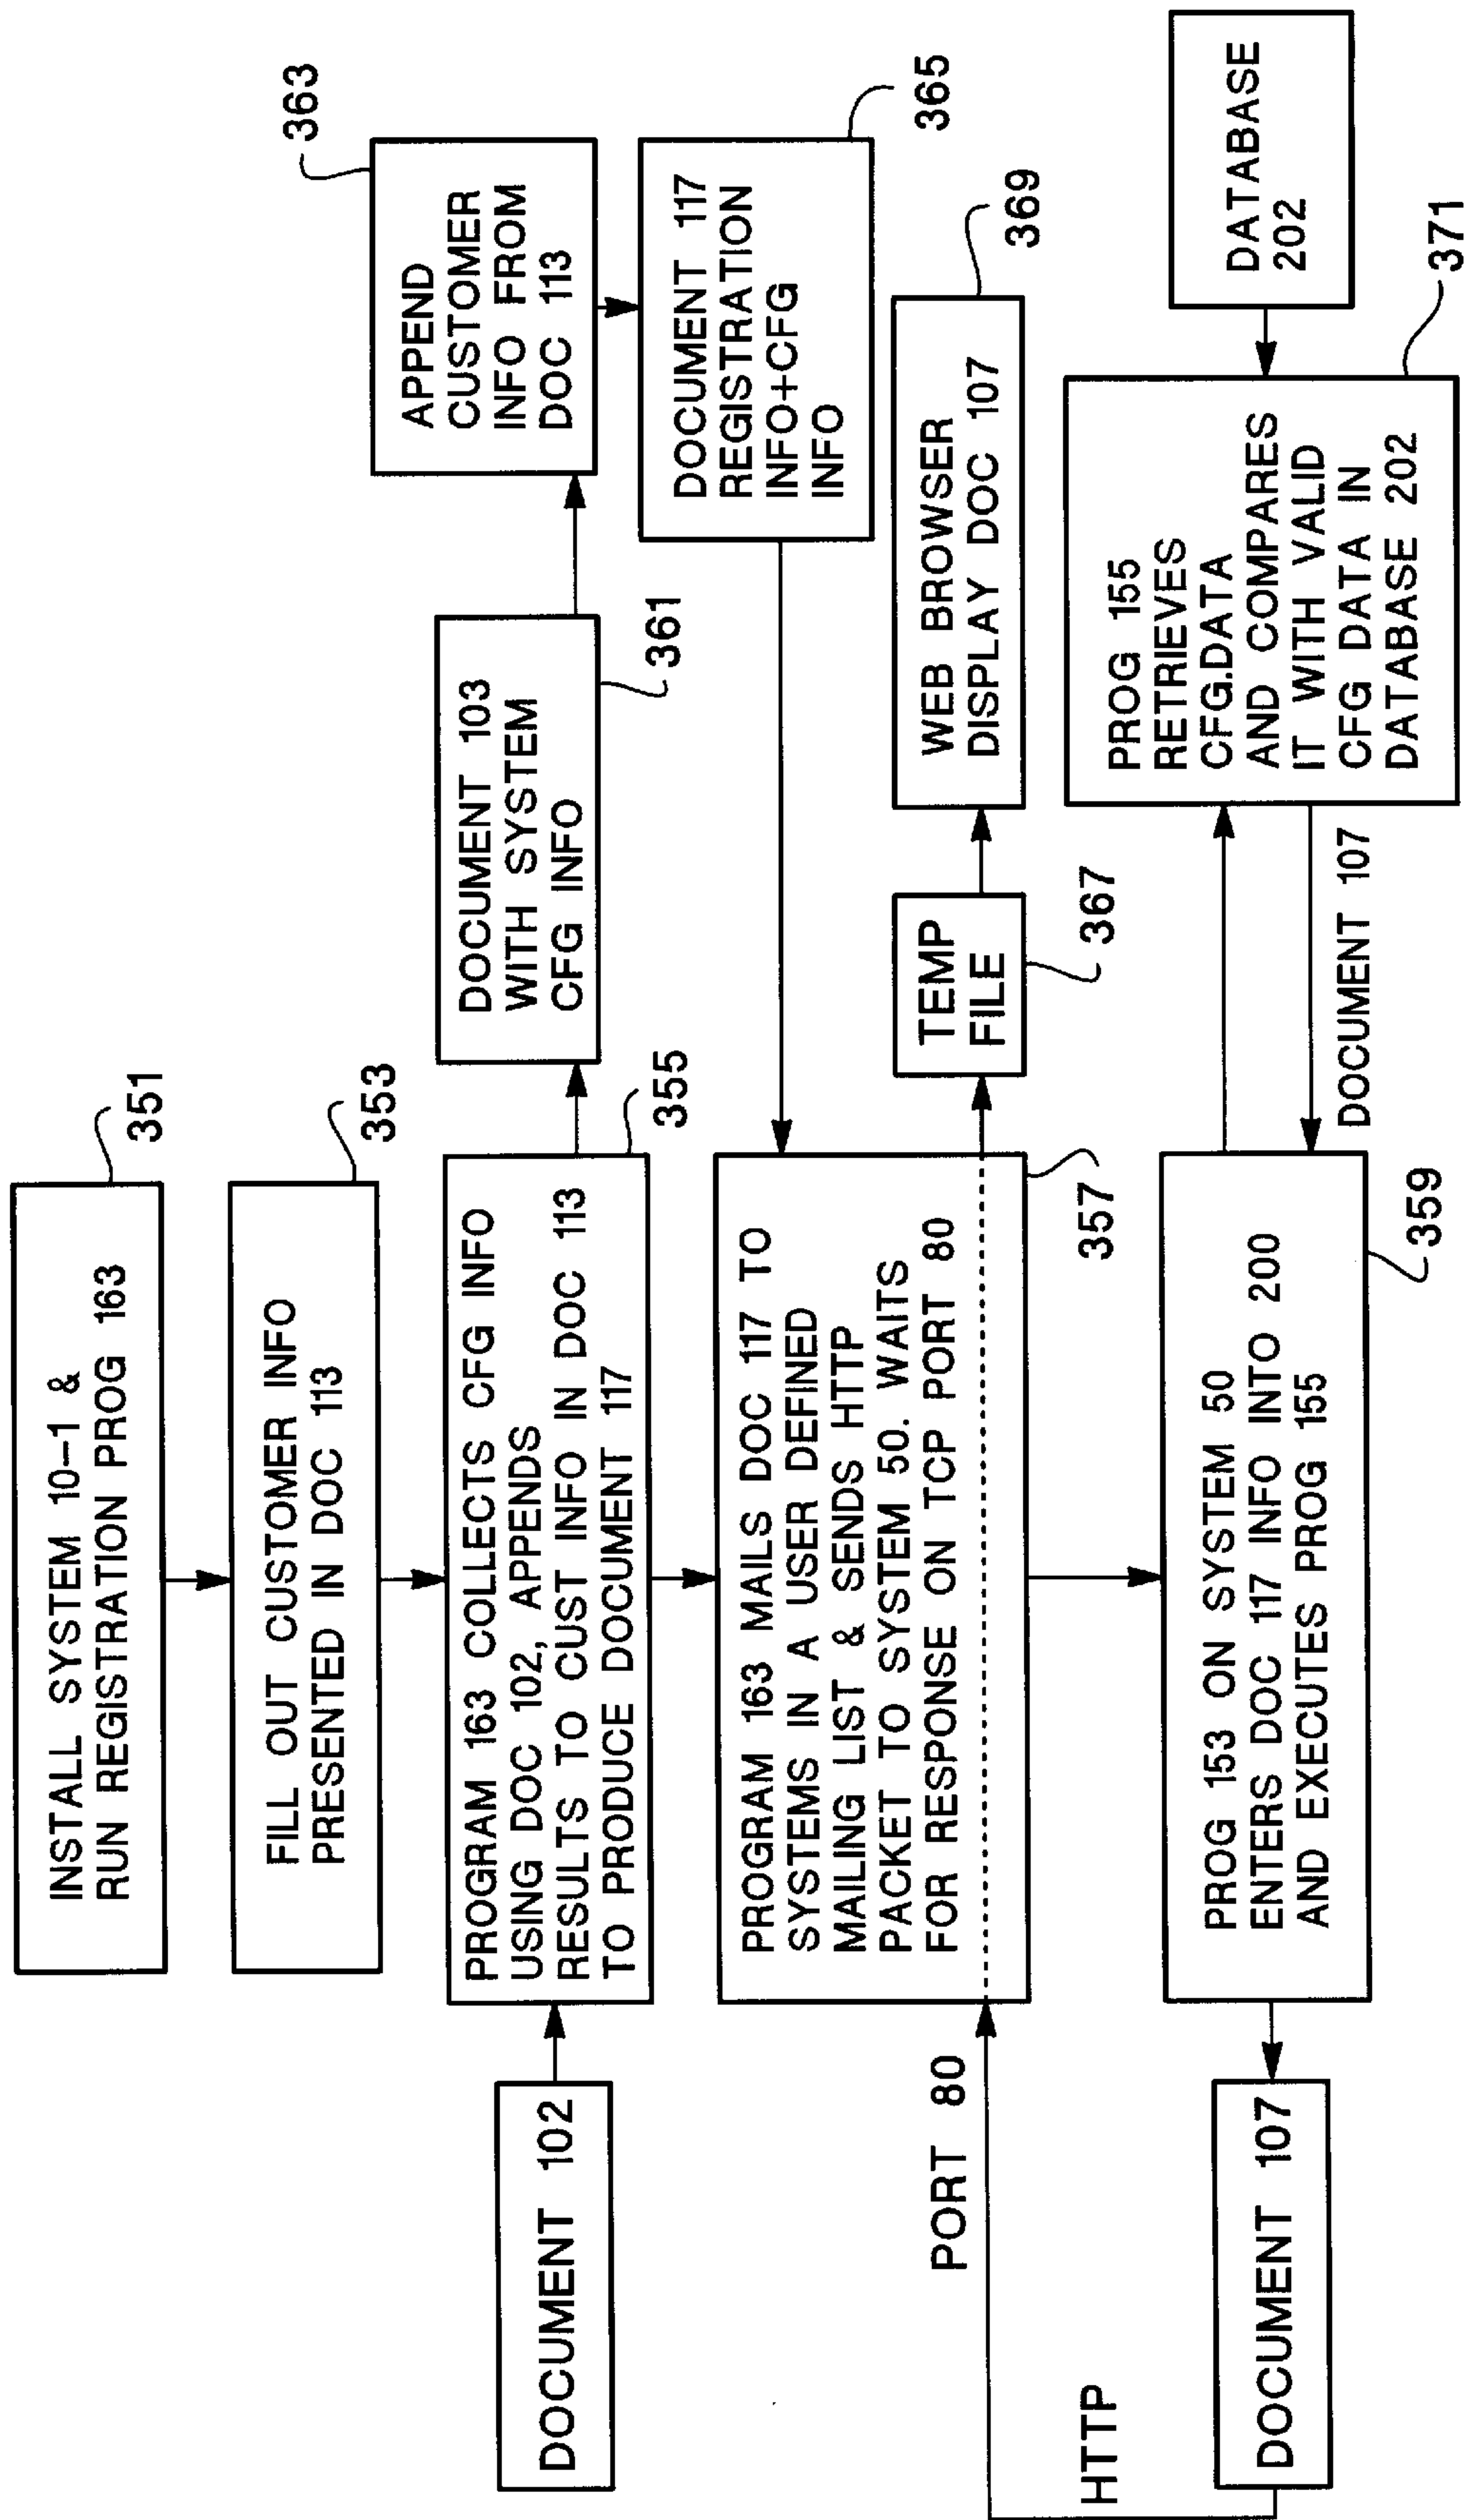 INSTALL SYSTEM 10-1 &
RUN REGISTRATION PROG 163
351
FILL OUT CUSTOMER INFO
PRESENTED IN DOC 113
353
DOCUMENT 102
PROGRAM 163 COLLECTS CFG INFO
USING DOC 102, APPENDS
RESULTS TO CUST INFO IN DOC 113
TO PRODUCE DOCUMENT 117
355
DOCUMENT 103
WITH SYSTEM
CFG INFO
361
APPEND
CUSTOMER
INFO FROM
DOC 113
363
DOCUMENT 117
REGISTRATION
INFO+CFG
INFO
365
PROGRAM 163 MAILS DOC 117 TO
SYSTEMS IN A USER DEFINED
MAILING LIST & SENDS HTTP
PACKET TO SYSTEM 50. WAITS
FOR RESPONSE ON TCP PORT 80
357
PORT 80
TEMP
FILE
367
WEB BROWSER
DISPLAY DOC 107
369
HTTP
DOCUMENT 107
PROG 153 ON SYSTEM 50
ENTERS DOC 117 INFO INTO 200
AND EXECUTES PROG 155
359
DOCUMENT 107
PROG 155
RETRIEVES
CFG.DATA
AND COMPARES
IT WITH VALID
CFG DATA IN
DATABASE 202
371
DATABASE
202